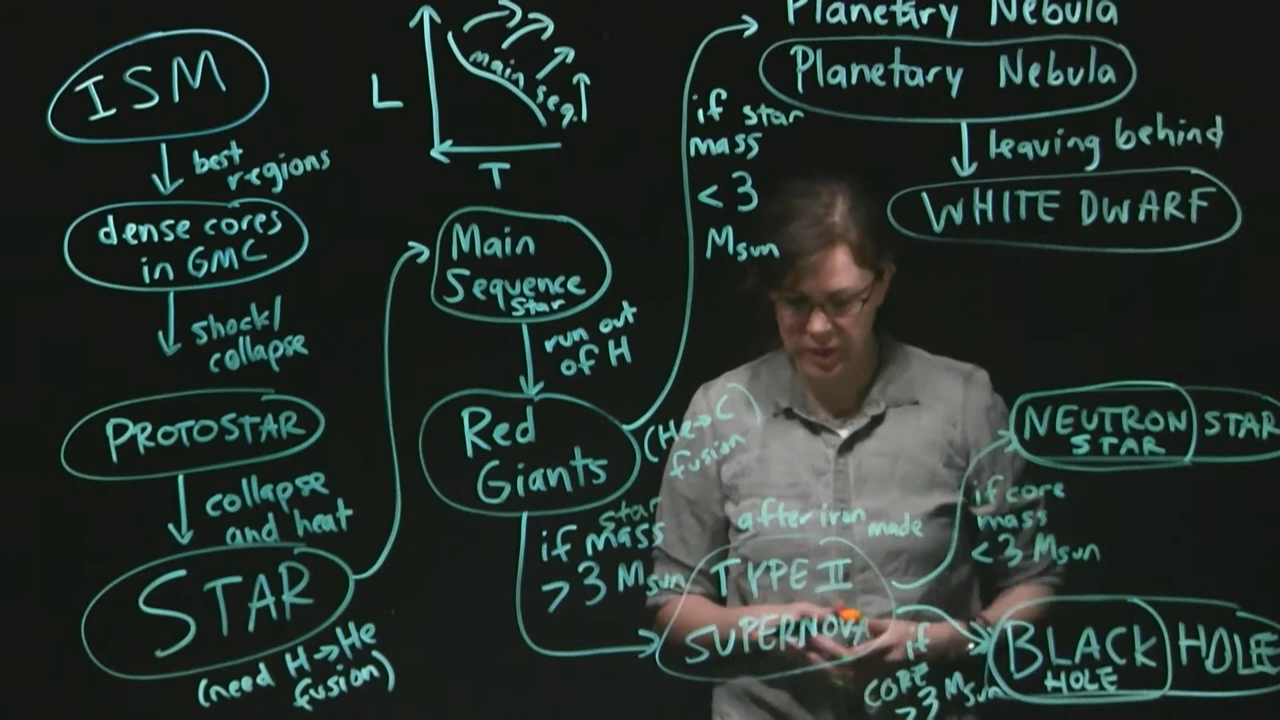 ISM
best
regions
dense cores
in GMC
shock/
collapse
PROTOSTAR
collapse
and heat
STAR
(need H→He
fusion)
L
main
seq.
T
Main
Sequence
Star
run out
of H
Red
Giants
(He→C)
fusion
star
if mass
>3 Msun
if star
mass
<3
Msun
Planetary Nebula
Planetary Nebula
leaving behind
WHITE DWARF
after iron made
TYPE II
SUPERNOVA
if core
mass
<3 Msun
NEUTRON STAR
STAR
if
CORE
>3 Msun
BLACK HOLE
HOLE